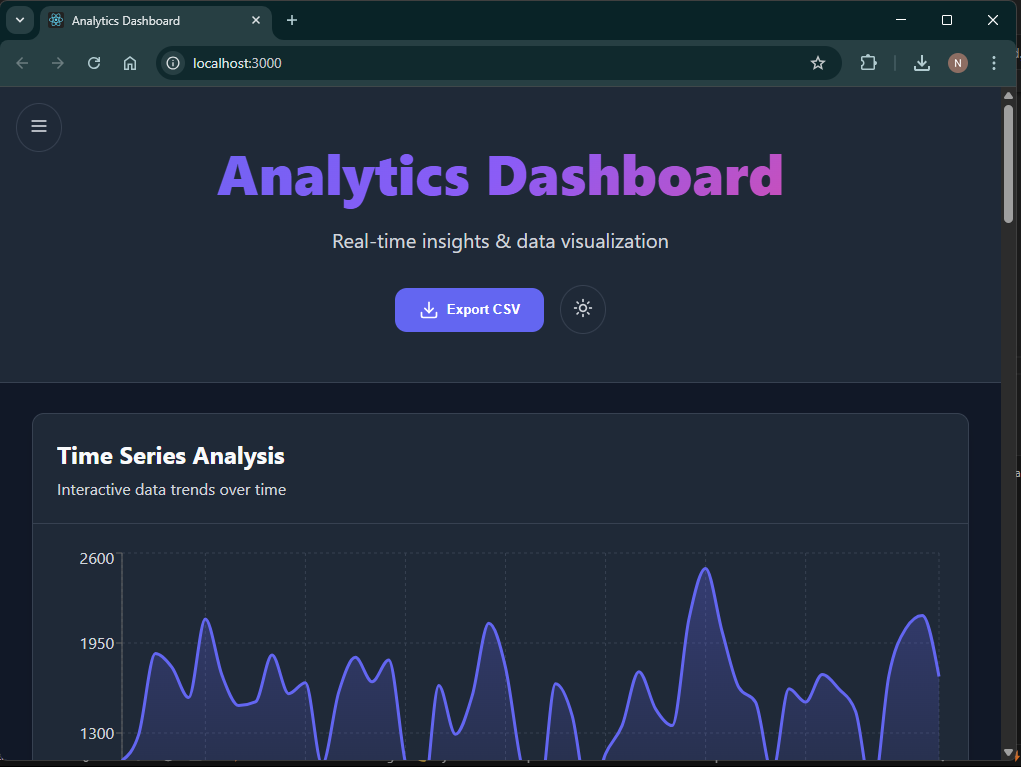 Analytics Dashboard
localhost:3000
N
Analytics Dashboard
Real-time insights & data visualization
Export CSV
Time Series Analysis
Interactive data trends over time
2600
1950
1300